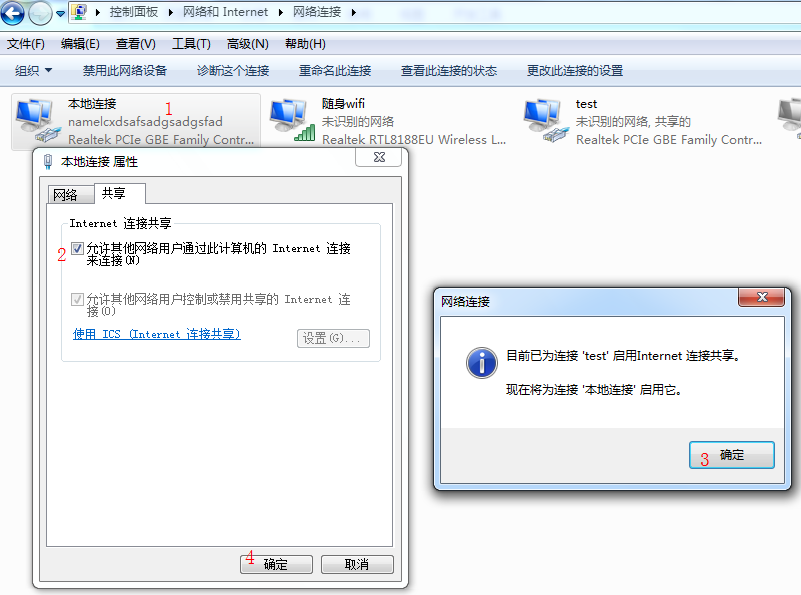 控制面板 网络和 Internet 网络连接
文件(F) 编辑(E) 查看(V) 工具(T) 高级(N) 帮助(H)
组织 禁用此网络设备 诊断这个连接 重命名此连接 查看此连接的状态 更改此连接的设置
本地连接 1
namelcxdsafsadgsadgsfad
Realtek PCIe GBE Family Contr...
随身wifi
未识别的网络
Realtek RTL8188EU Wireless L...
test
未识别的网络, 共享的
Realtek PCIe GBE Family Contr...
本地连接 属性
网络 共享
Internet 连接共享
2 允许其他网络用户通过此计算机的 Internet 连接
来连接(N)
允许其他网络用户控制或禁用共享的 Internet 连
接(O)
使用 ICS (Internet 连接共享)
设置(G)...
4 确定 取消
网络连接
目前已为连接 'test' 启用Internet 连接共享。
现在将为连接 '本地连接' 启用它。
3 确定